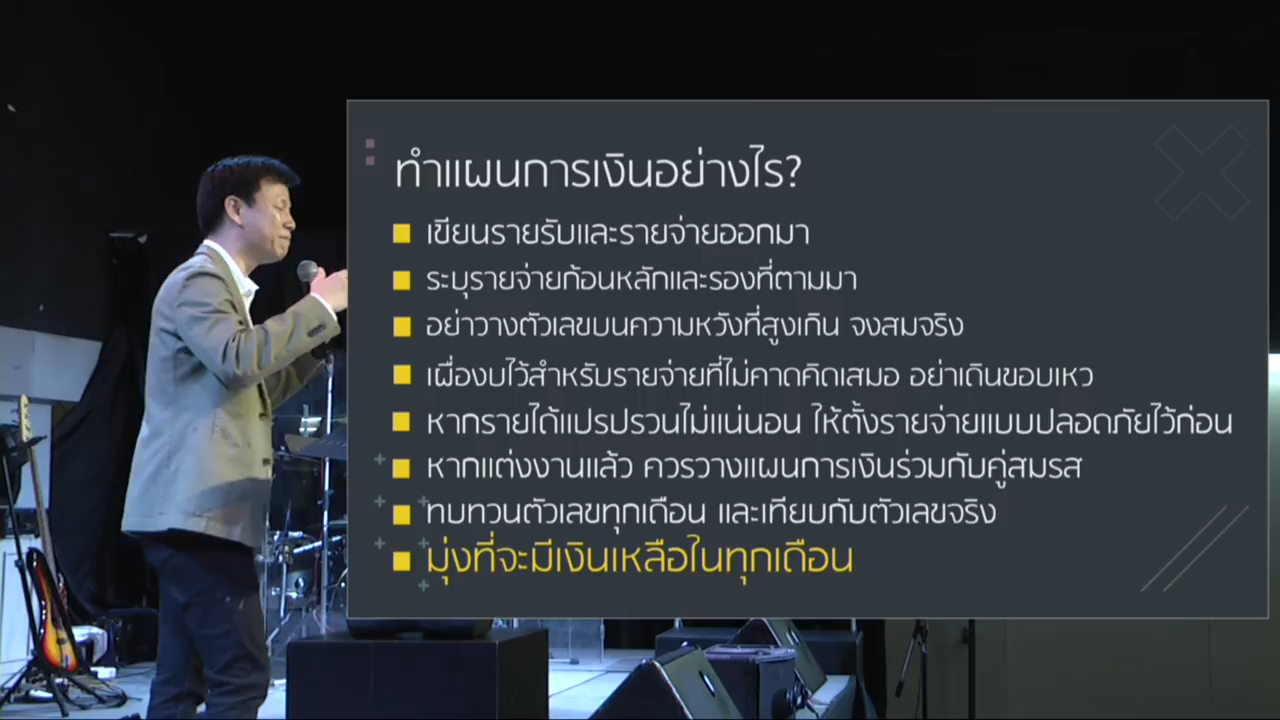 ทำแผนการเงินอย่างไร?
เขียนรายรับและรายจ่ายออกมา
ระบุรายจ่ายก้อนหลักและรองที่ตามมา
อย่าวางตัวเลขบนความหวังที่สูงเกิน จงสมจริง
เผื่องบไว้สำหรับรายจ่ายที่ไม่คาดคิดเสมอ อย่าเดินขอบเหว
หากรายได้แปรปรวนไม่แน่นอน ให้ตั้งรายจ่ายแบบปลอดภัยไว้ก่อน
หากแต่งงานแล้ว ควรวางแผนการเงินร่วมกับคู่สมรส
ทบทวนตัวเลขทุกเดือน และเทียบกับตัวเลขจริง
มุ่งที่จะมีเงินเหลือในทุกเดือน